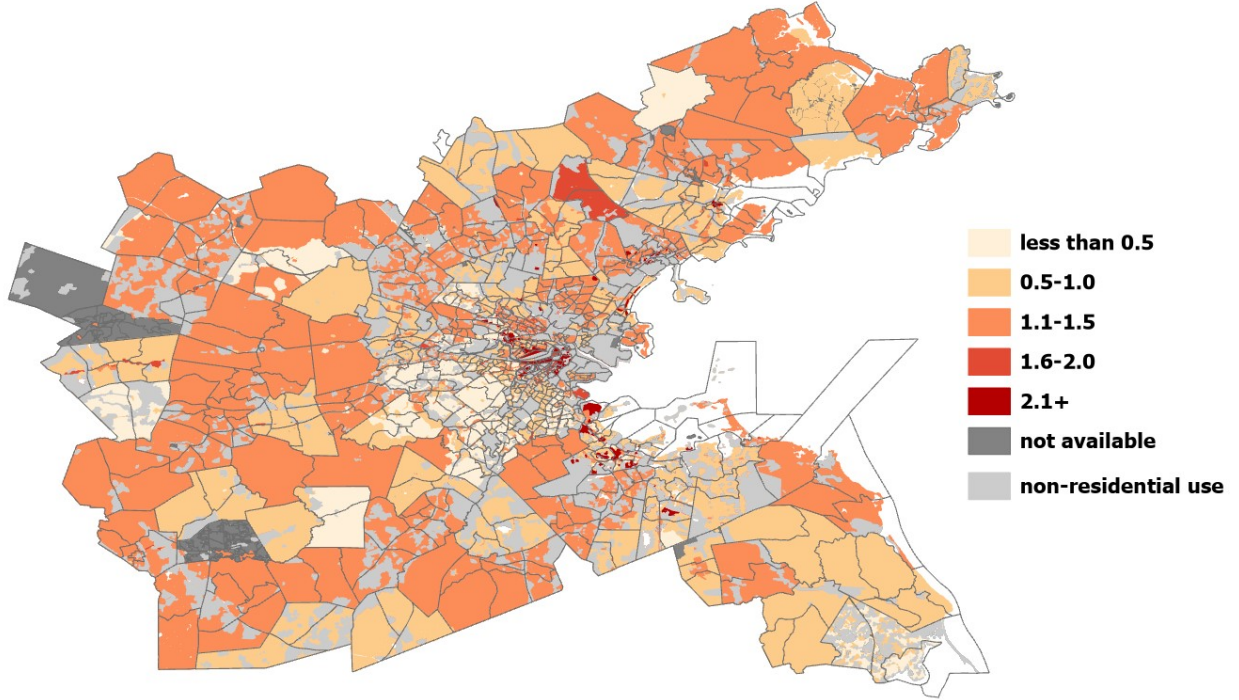 less than 0.5
0.5-1.0
1.1-1.5
1.6-2.0
2.1+
not available
non-residential use